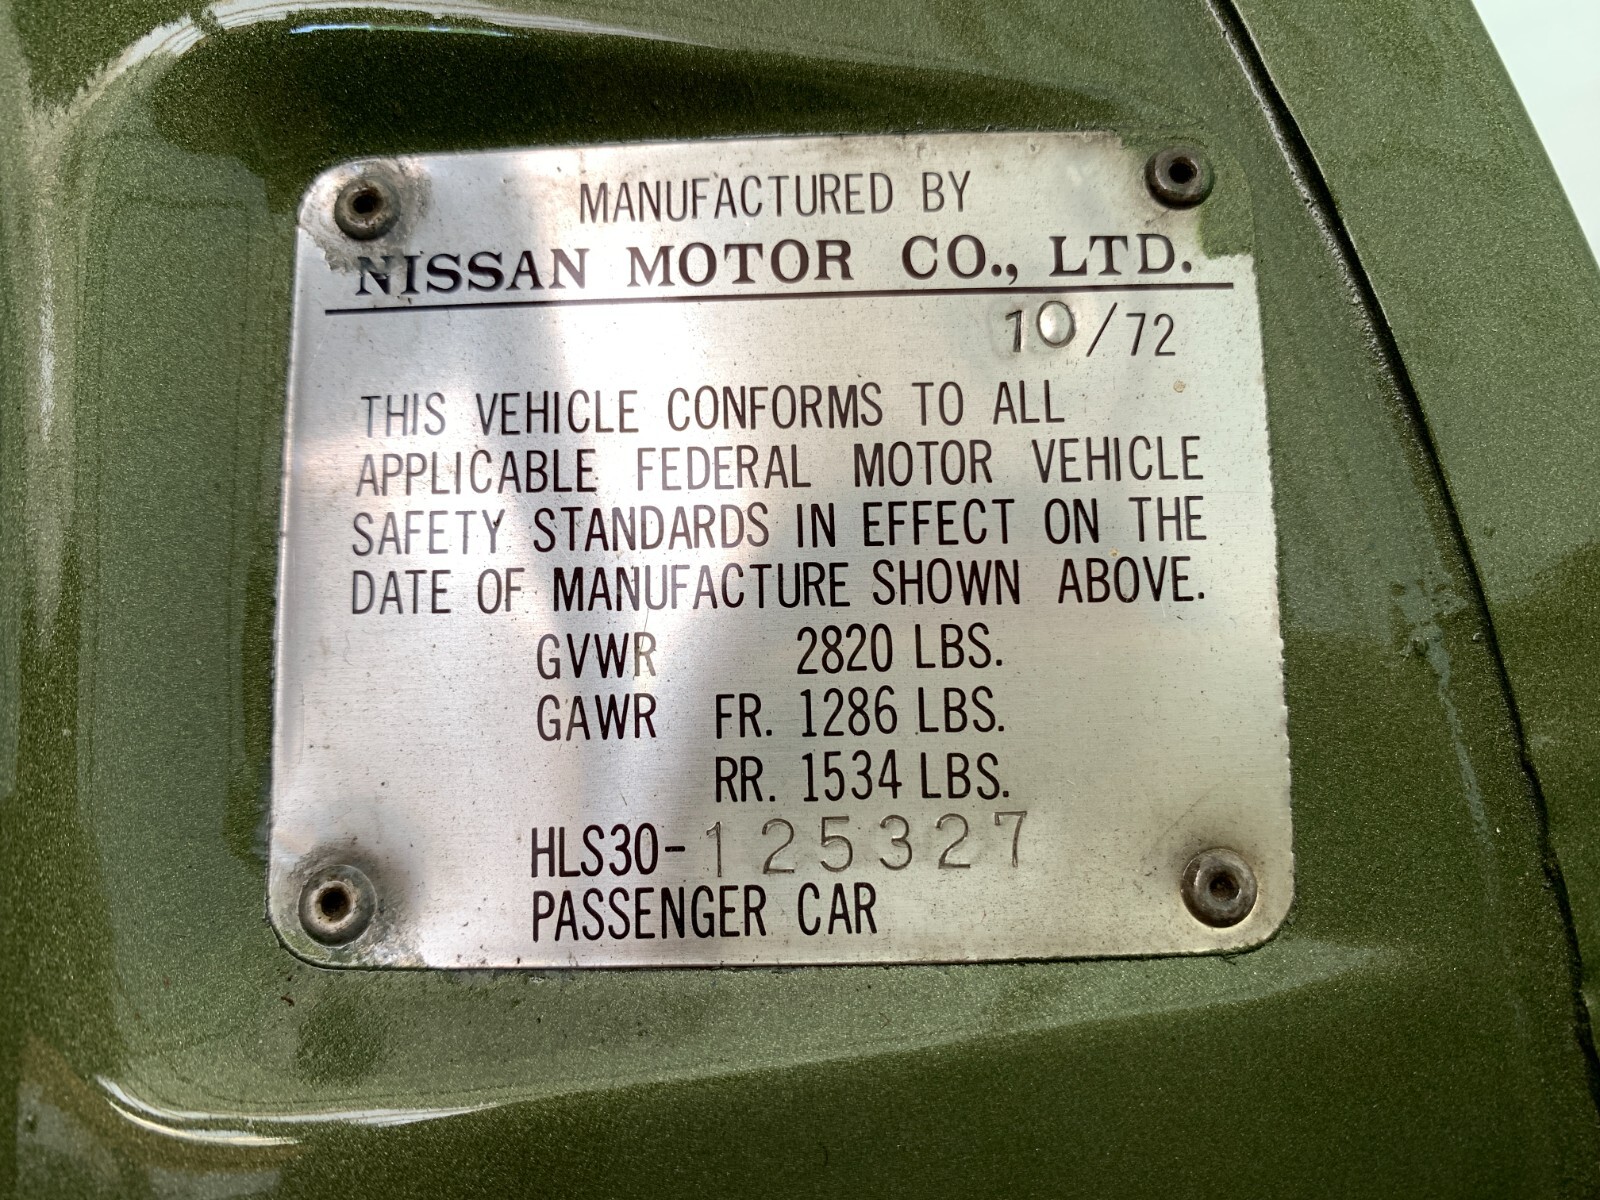 MANUFACTURED BY
NISSAN MOTOR CO., LTD.
10/72
THIS VEHICLE CONFORMS TO ALL
APPLICABLE FEDERAL MOTOR VEHICLE
SAFETY STANDARDS IN EFFECT ON THE
DATE OF MANUFACTURE SHOWN ABOVE.
GVWR 2820 LBS.
GAWR FR. 1286 LBS.
RR. 1534 LBS.
HLS30-125327
PASSENGER CAR